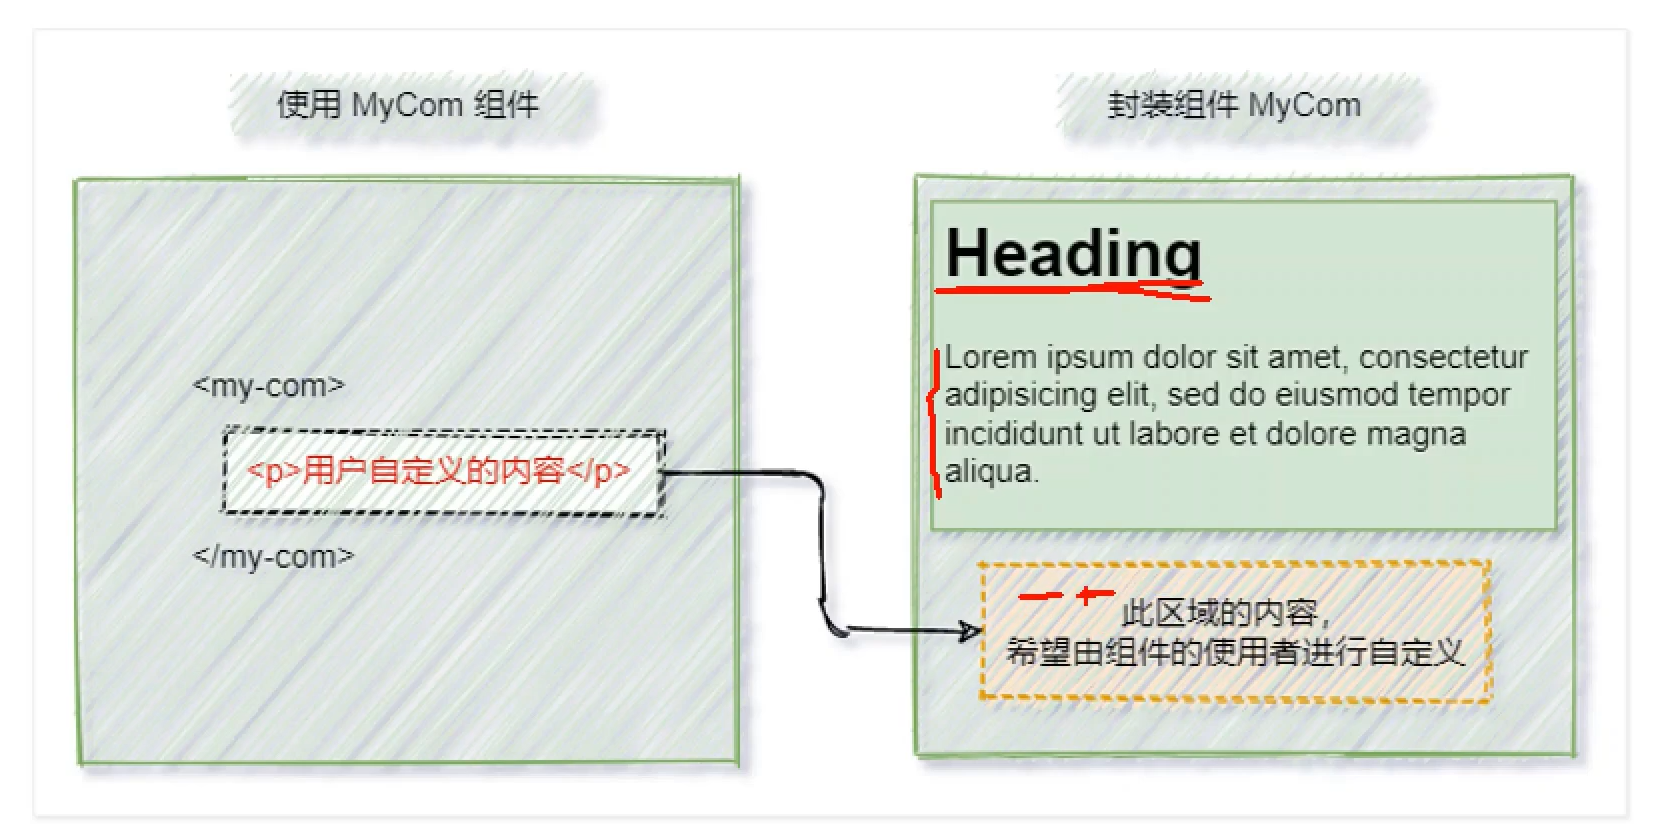 使用 MyCom 组件
<my-com>
<p>用户自定义的内容</p>
</my-com>
封装组件 MyCom
Heading
Lorem ipsum dolor sit amet, consectetur
adipisicing elit, sed do eiusmod tempor
incididunt ut labore et dolore magna
aliqua.
此区域的内容，
希望由组件的使用者进行自定义